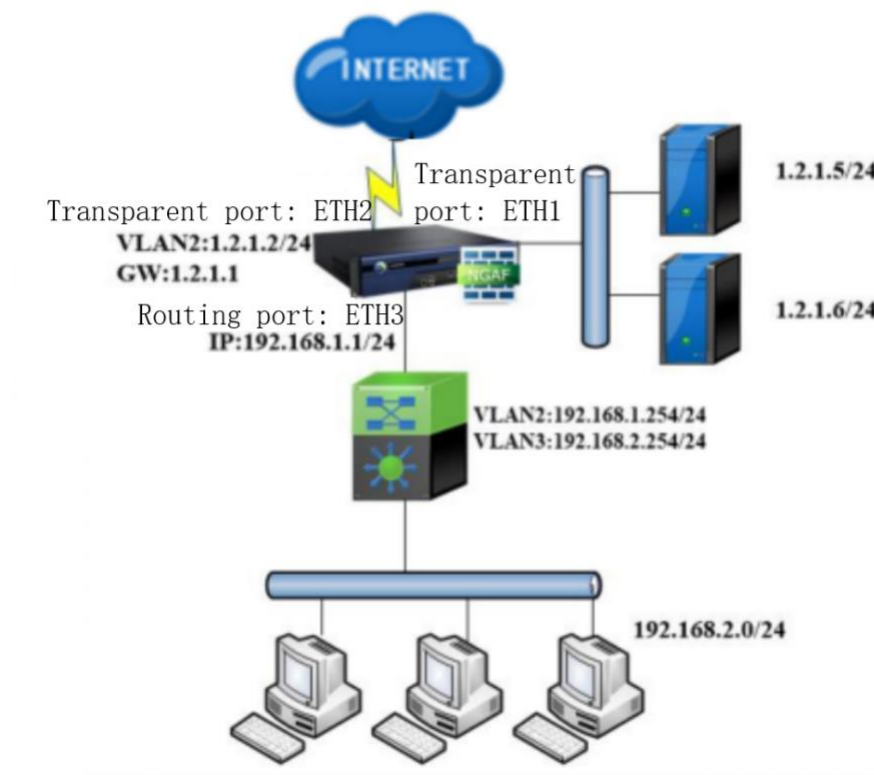 INTERNET
Transparent
Transparent port: ETH2
port: ETH1
1.2.1.5/24
VLAN2:1.2.1.2/24
GW:1.2.1.1
NGAF
Routing port: ETH3
IP:192.168.1.1/24
1.2.1.6/24
VLAN2:192.168.1.254/24
VLAN3:192.168.2.254/24
192.168.2.0/24